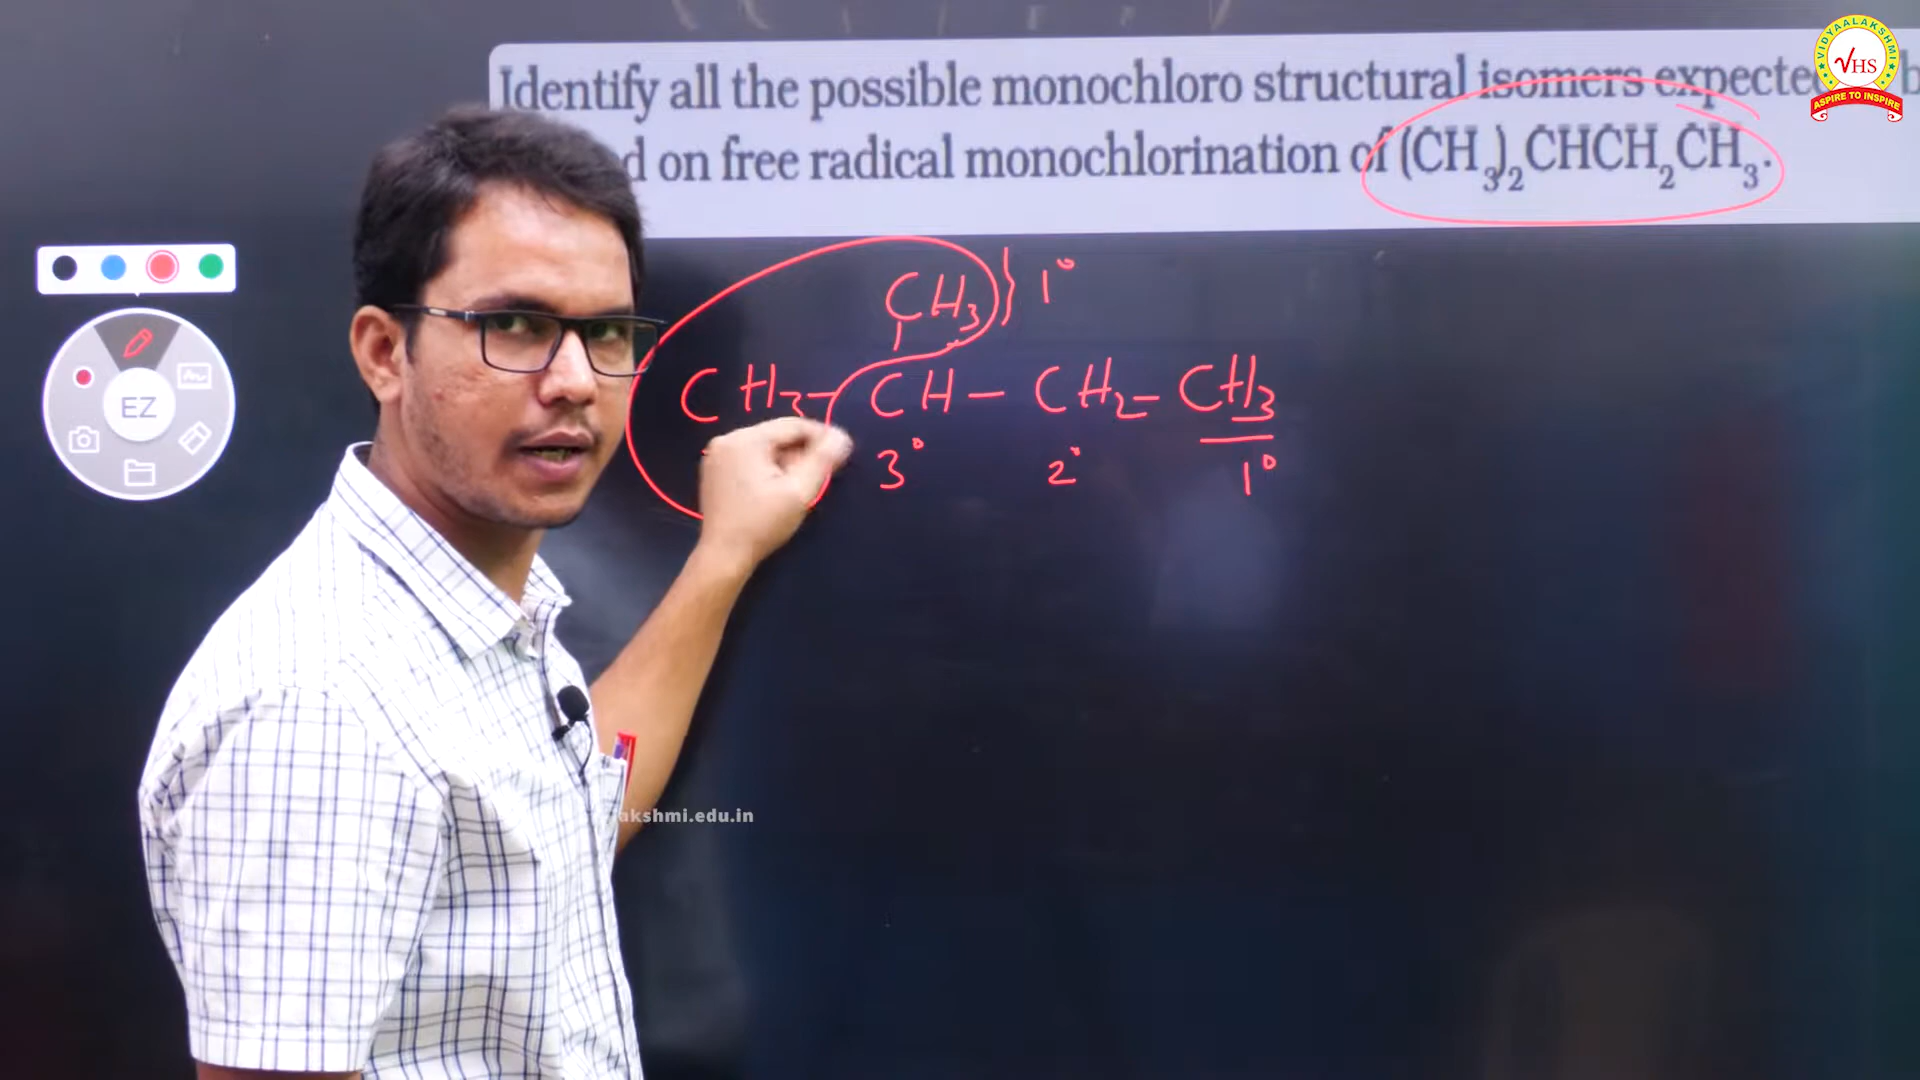 Identify all the possible monochloro structural isomers expected
on free radical monochlorination of (CH₃)₂CHCH₂CH₃.
VIDYAALAKSHMI
VHS
ASPIRE TO INSPIRE
CH₃ } 1°
CH₃ - CH - CH₂ - CH₃
3° 2° 1°
EZ
akshmi.edu.in